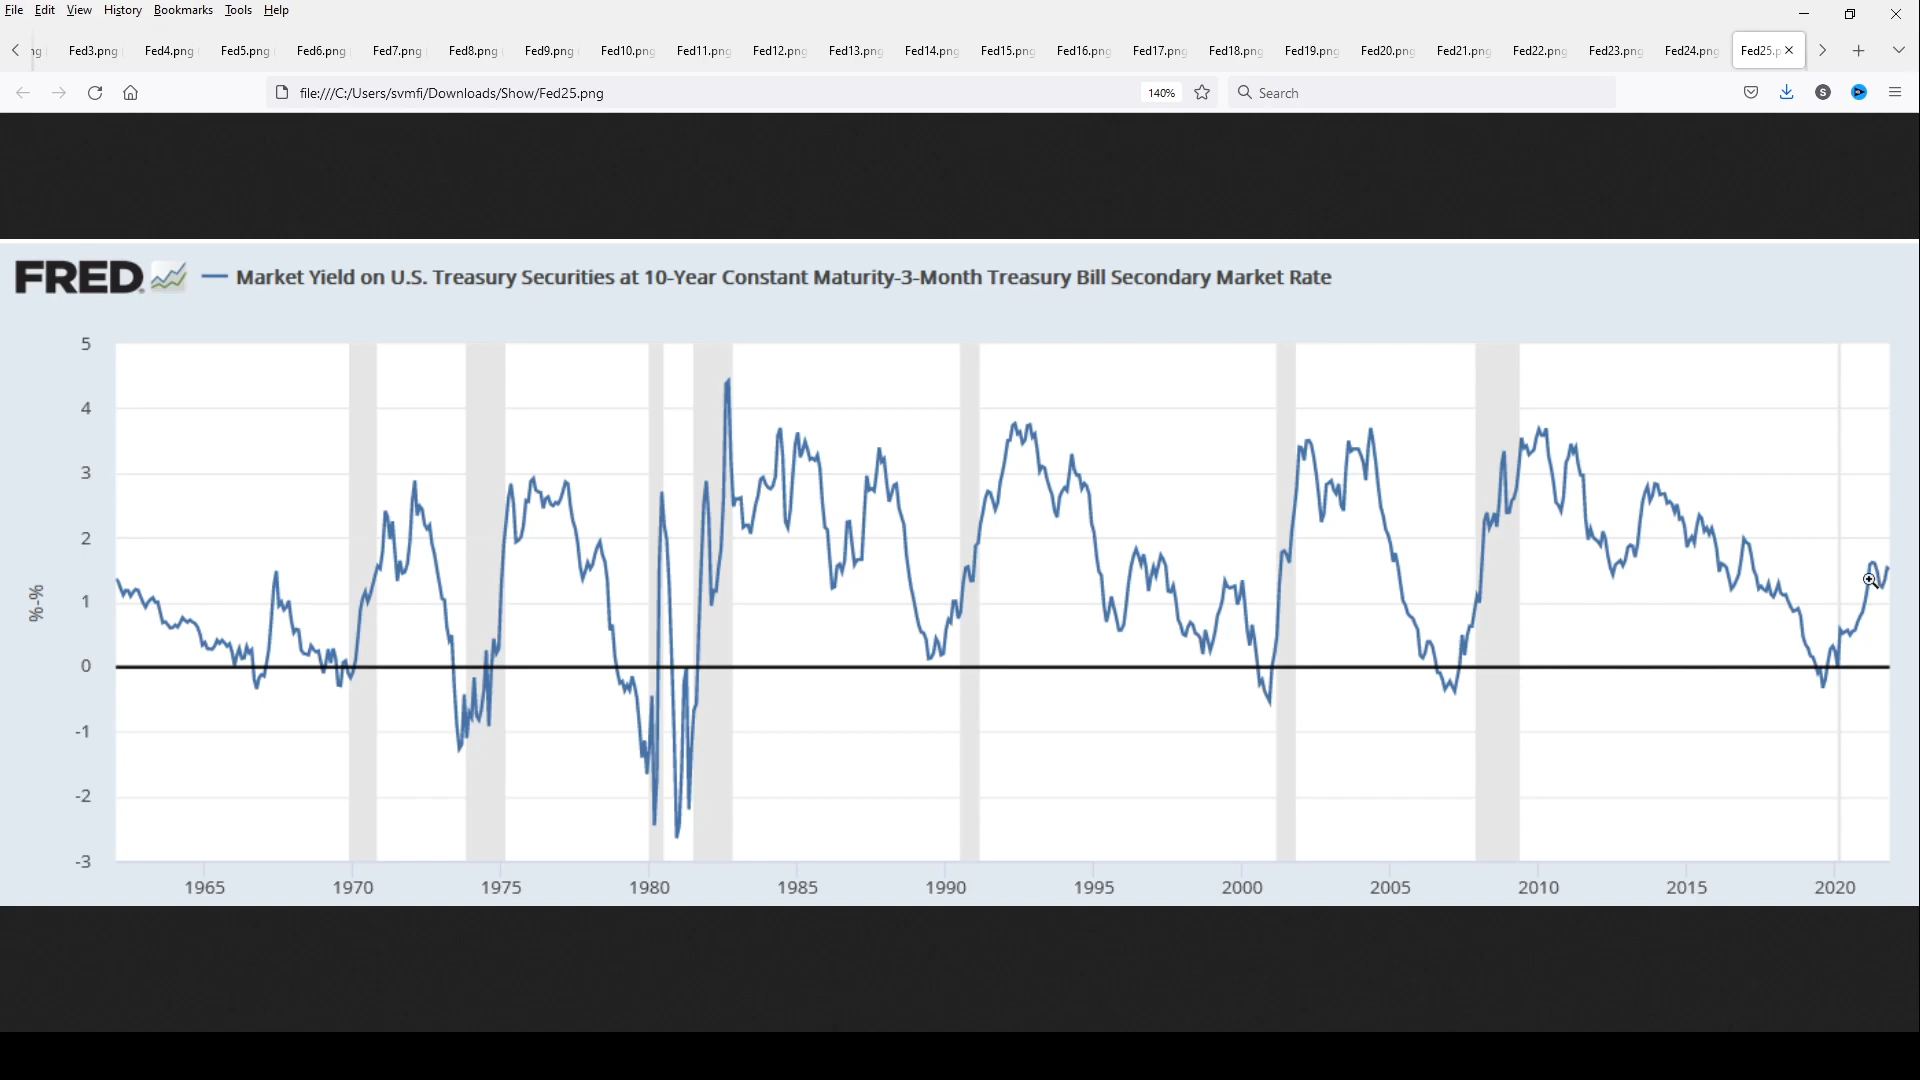 File Edit View History Bookmarks Tools Help
ng Fed3.png Fed4.png Fed5.png Fed6.png Fed7.png Fed8.png Fed9.png Fed10.png Fed11.png Fed12.png Fed13.png Fed14.png Fed15.png Fed16.png Fed17.png Fed18.png Fed19.png Fed20.png Fed21.png Fed22.png Fed23.png Fed24.png Fed25.p
file:///C:/Users/svmfi/Downloads/Show/Fed25.png 140% Search S
FRED Market Yield on U.S. Treasury Securities at 10-Year Constant Maturity-3-Month Treasury Bill Secondary Market Rate
5
4
3
2
1
0
-1
-2
-3
%-%
1965 1970 1975 1980 1985 1990 1995 2000 2005 2010 2015 2020